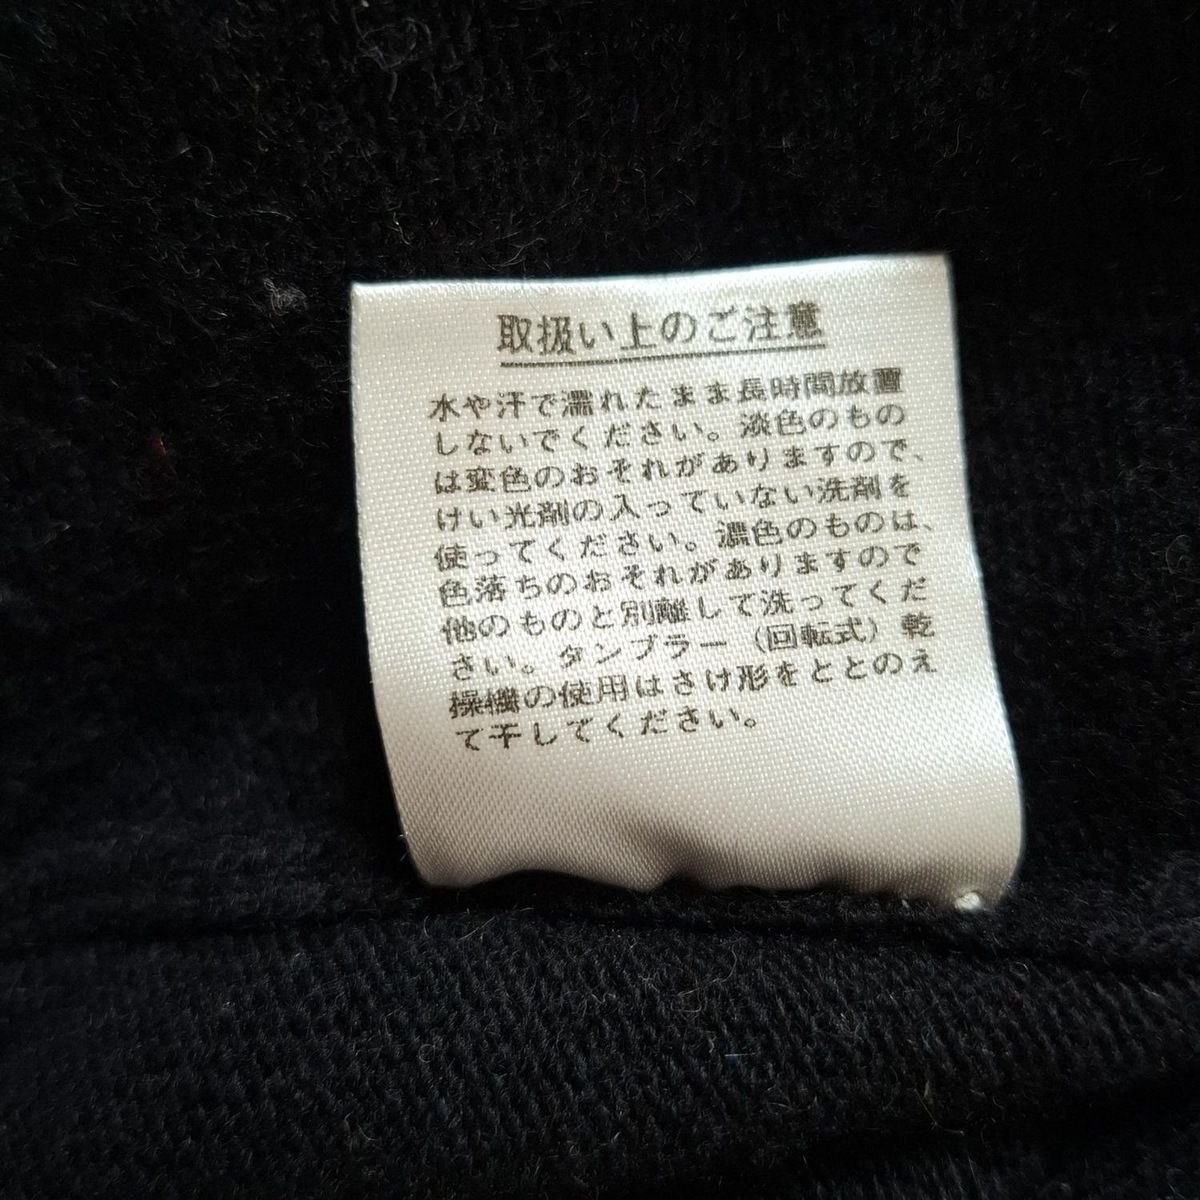 取扱い上のご注意
水や汗で濡れたまま長時間放置
しないでください。淡色のもの
は変色のおそれがありますので、
けい光剤の入っていない洗剤を
使ってください。濃色のものは、
色落ちのおそれがありますので
他のものと別離して洗ってくだ
さい。タンブラー（回転式）乾
操機の使用はさけ形をととのえ
て干してください。